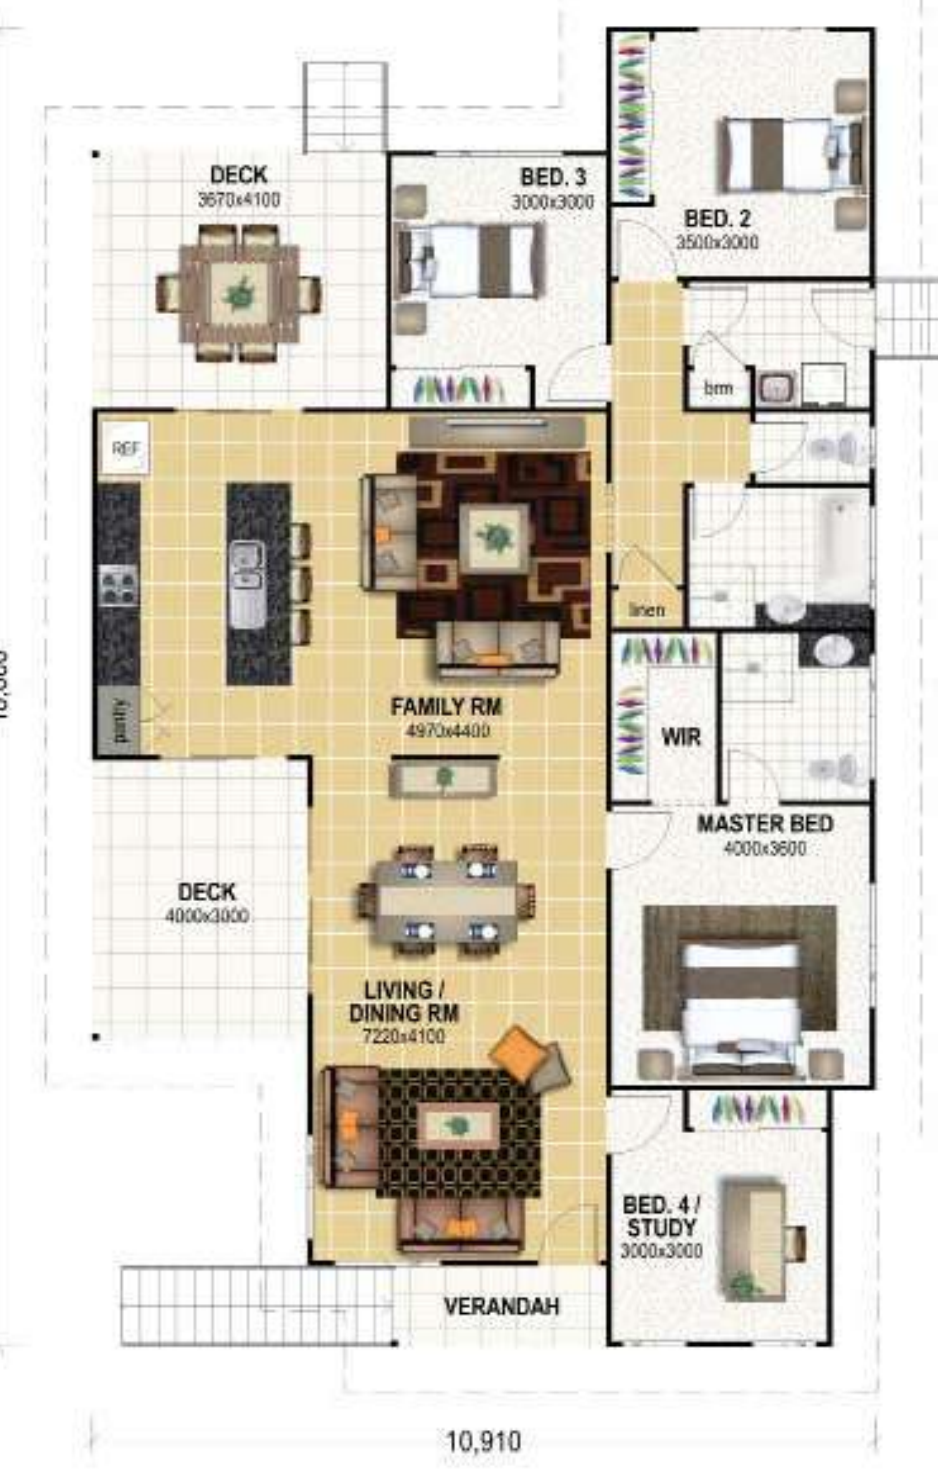 DECK
3670x4100
BED. 3
3000x3000
BED. 2
3500x3000
brm
REF
linen
pantry
FAMILY RM
4970x4400
WIR
MASTER BED
4000x3600
DECK
4000x3000
LIVING /
DINING RM
7220x4100
BED. 4 /
STUDY
3000x3000
VERANDAH
10,910